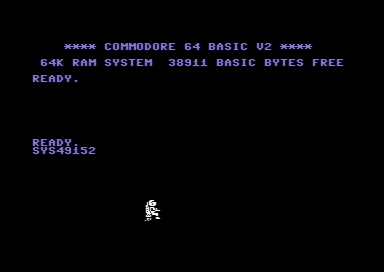 **** COMMODORE 64 BASIC V2 ****
64K RAM SYSTEM  38911 BASIC BYTES FREE
READY.
READY.
SYS49152